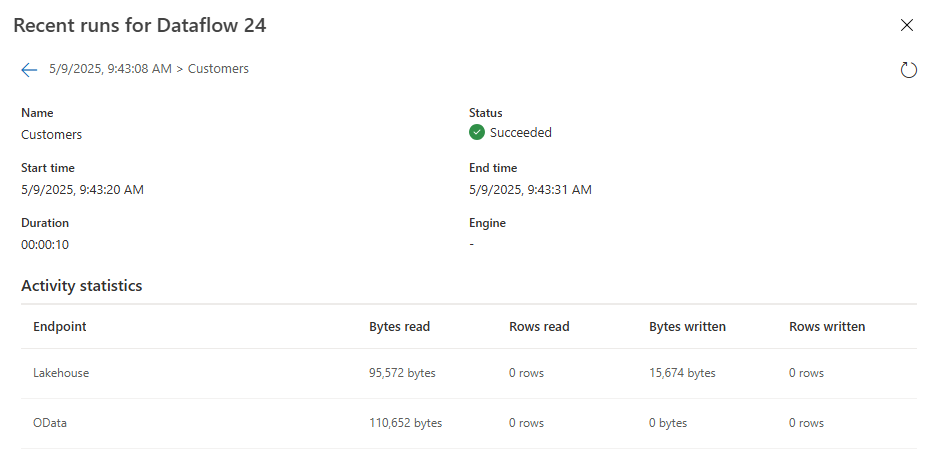 Recent runs for Dataflow 24
5/9/2025, 9:43:08 AM > Customers
Name Status
Customers Succeeded
Start time End time
5/9/2025, 9:43:20 AM 5/9/2025, 9:43:31 AM
Duration Engine
00:00:10 -
Activity statistics
Endpoint Bytes read Rows read Bytes written Rows written
Lakehouse 95,572 bytes 0 rows 15,674 bytes 0 rows
OData 110,652 bytes 0 rows 0 bytes 0 rows